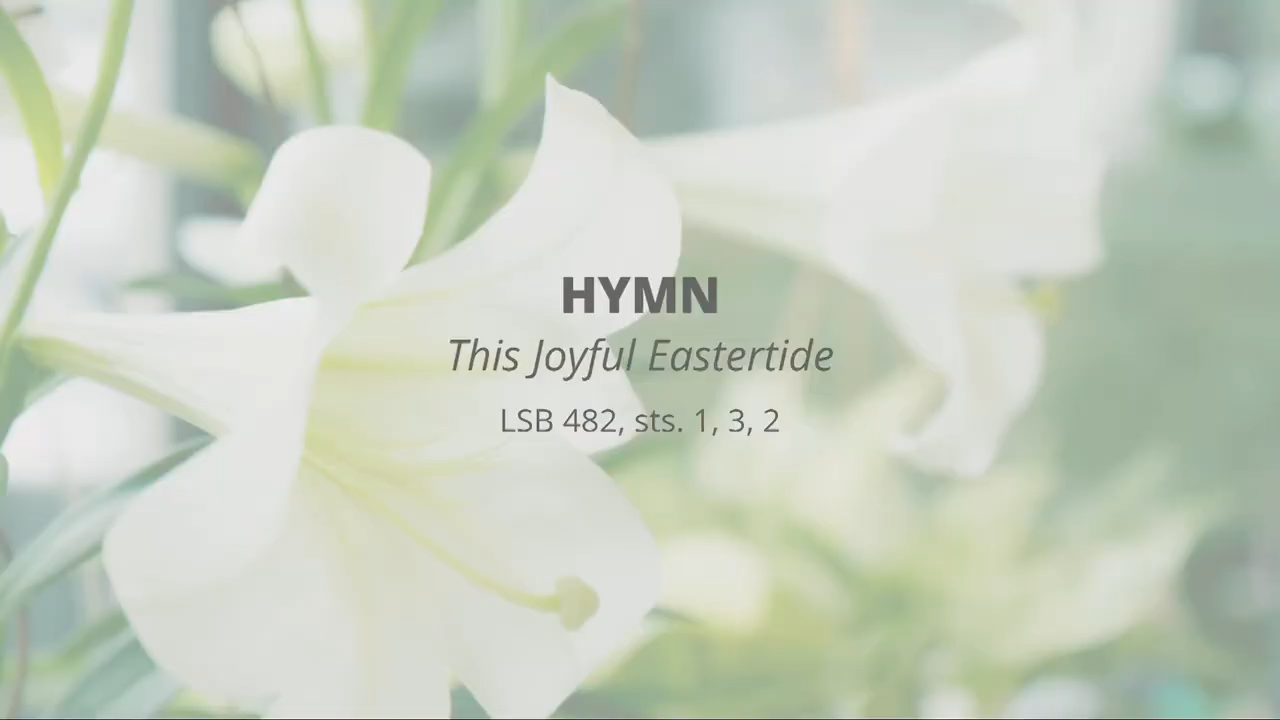 HYMN
This Joyful Eastertide
LSB 482, sts. 1, 3, 2